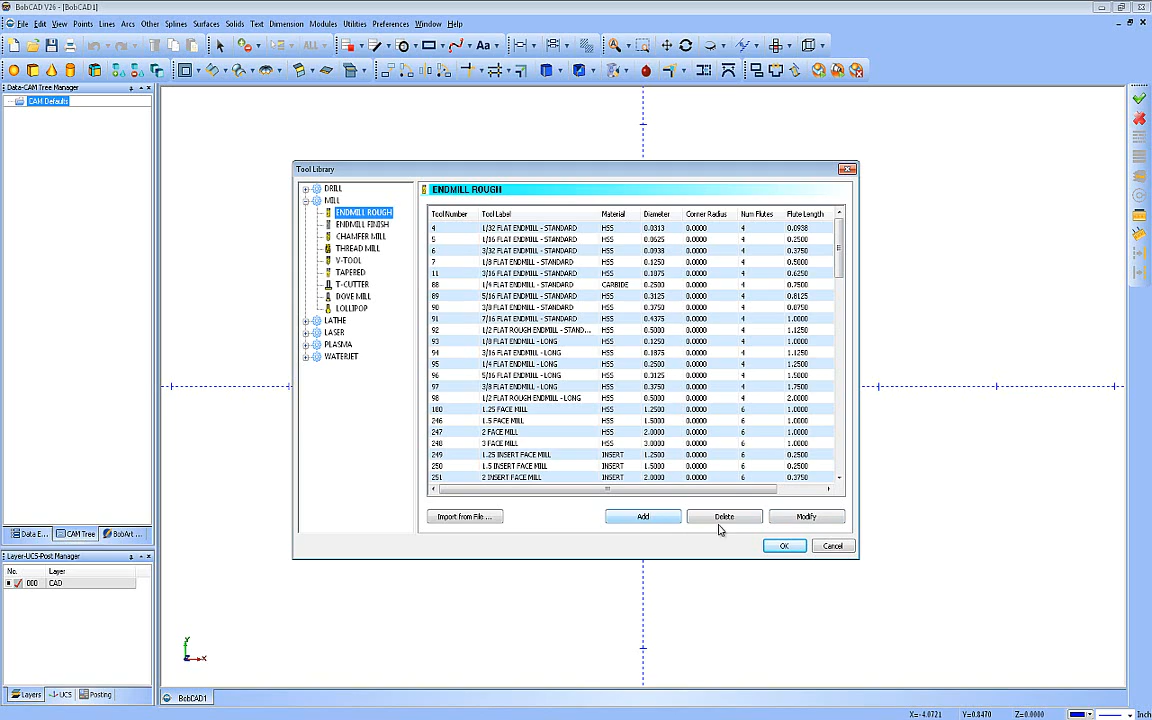 BobCAD V26 - [BobCAD1]
File Edit View Points Lines Arcs Other Splines Surfaces Solids Text Dimension Modules Utilities Preferences Window Help
ALL
Aa
Data-CAM Tree Manager
CAM Defaults
Tool Library
DRILL
MILL
ENDMILL ROUGH
ENDMILL FINISH
CHAMFER MILL
THREAD MILL
V-TOOL
TAPERED
T-CUTTER
DOVE MILL
LOLLIPOP
LATHE
LASER
PLASMA
WATERJET
ENDMILL ROUGH
Tool Number Tool Label Material Diameter Corner Radius Num Flutes Flute Length
4 1/32 FLAT ENDMILL - STANDARD HSS 0.0313 0.0000 4 0.0938
5 1/16 FLAT ENDMILL - STANDARD HSS 0.0625 0.0000 4 0.2500
6 3/32 FLAT ENDMILL - STANDARD HSS 0.0938 0.0000 4 0.3750
7 1/8 FLAT ENDMILL - STANDARD HSS 0.1250 0.0000 4 0.5000
11 3/16 FLAT ENDMILL - STANDARD HSS 0.1875 0.0000 4 0.6250
88 1/4 FLAT ENDMILL - STANDARD CARBIDE 0.2500 0.0000 4 0.7500
89 5/16 FLAT ENDMILL - STANDARD HSS 0.3125 0.0000 4 0.8125
90 3/8 FLAT ENDMILL - STANDARD HSS 0.3750 0.0000 4 0.8750
91 7/16 FLAT ENDMILL - STANDARD HSS 0.4375 0.0000 4 1.0000
92 1/2 FLAT ROUGH ENDMILL - STAND... HSS 0.5000 0.0000 4 1.1250
93 1/8 FLAT ENDMILL - LONG HSS 0.1250 0.0000 4 1.0000
94 3/16 FLAT ENDMILL - LONG HSS 0.1875 0.0000 4 1.1250
95 1/4 FLAT ENDMILL - LONG HSS 0.2500 0.0000 4 1.2500
96 5/16 FLAT ENDMILL - LONG HSS 0.3125 0.0000 4 1.5000
97 3/8 FLAT ENDMILL - LONG HSS 0.3750 0.0000 4 1.7500
98 1/2 FLAT ROUGH ENDMILL - LONG HSS 0.5000 0.0000 4 2.0000
180 1.25 FACE MILL HSS 1.2500 0.0000 6 1.0000
246 1.5 FACE MILL HSS 1.5000 0.0000 6 1.0000
247 2 FACE MILL HSS 2.0000 0.0000 6 1.0000
248 3 FACE MILL HSS 3.0000 0.0000 6 1.0000
249 1.25 INSERT FACE MILL INSERT 1.2500 0.0000 6 0.2500
250 1.5 INSERT FACE MILL INSERT 1.5000 0.0000 6 0.2500
251 2 INSERT FACE MILL INSERT 2.0000 0.0000 6 0.3750
Import from File ... Add Delete Modify
OK Cancel
Data E... CAM Tree BobArt...
Layer-UCS-Post Manager
No. Layer
000 CAD
Layers UCS Posting
Y
Z X
BobCAD1
X=-4.0721 Y=0.8470 Z=0.0000 Inch